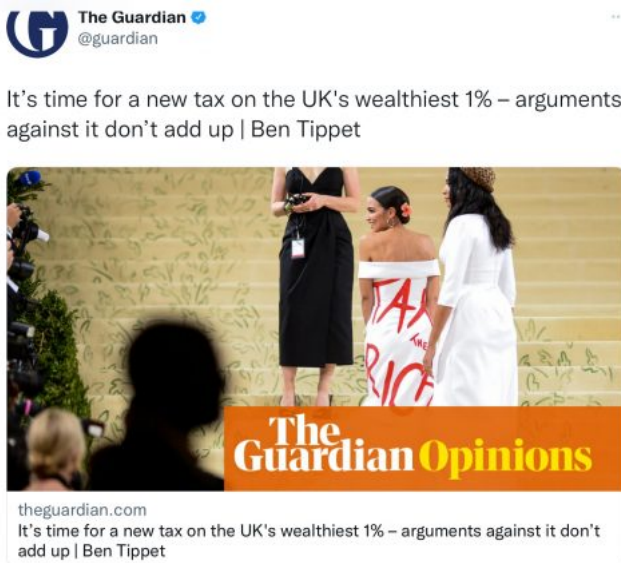 The Guardian
@guardian
It's time for a new tax on the UK's wealthiest 1% – arguments
against it don't add up | Ben Tippet
TAX
THE
RICH
The
Guardian Opinions
theguardian.com
It's time for a new tax on the UK's wealthiest 1% – arguments against it don't
add up | Ben Tippet